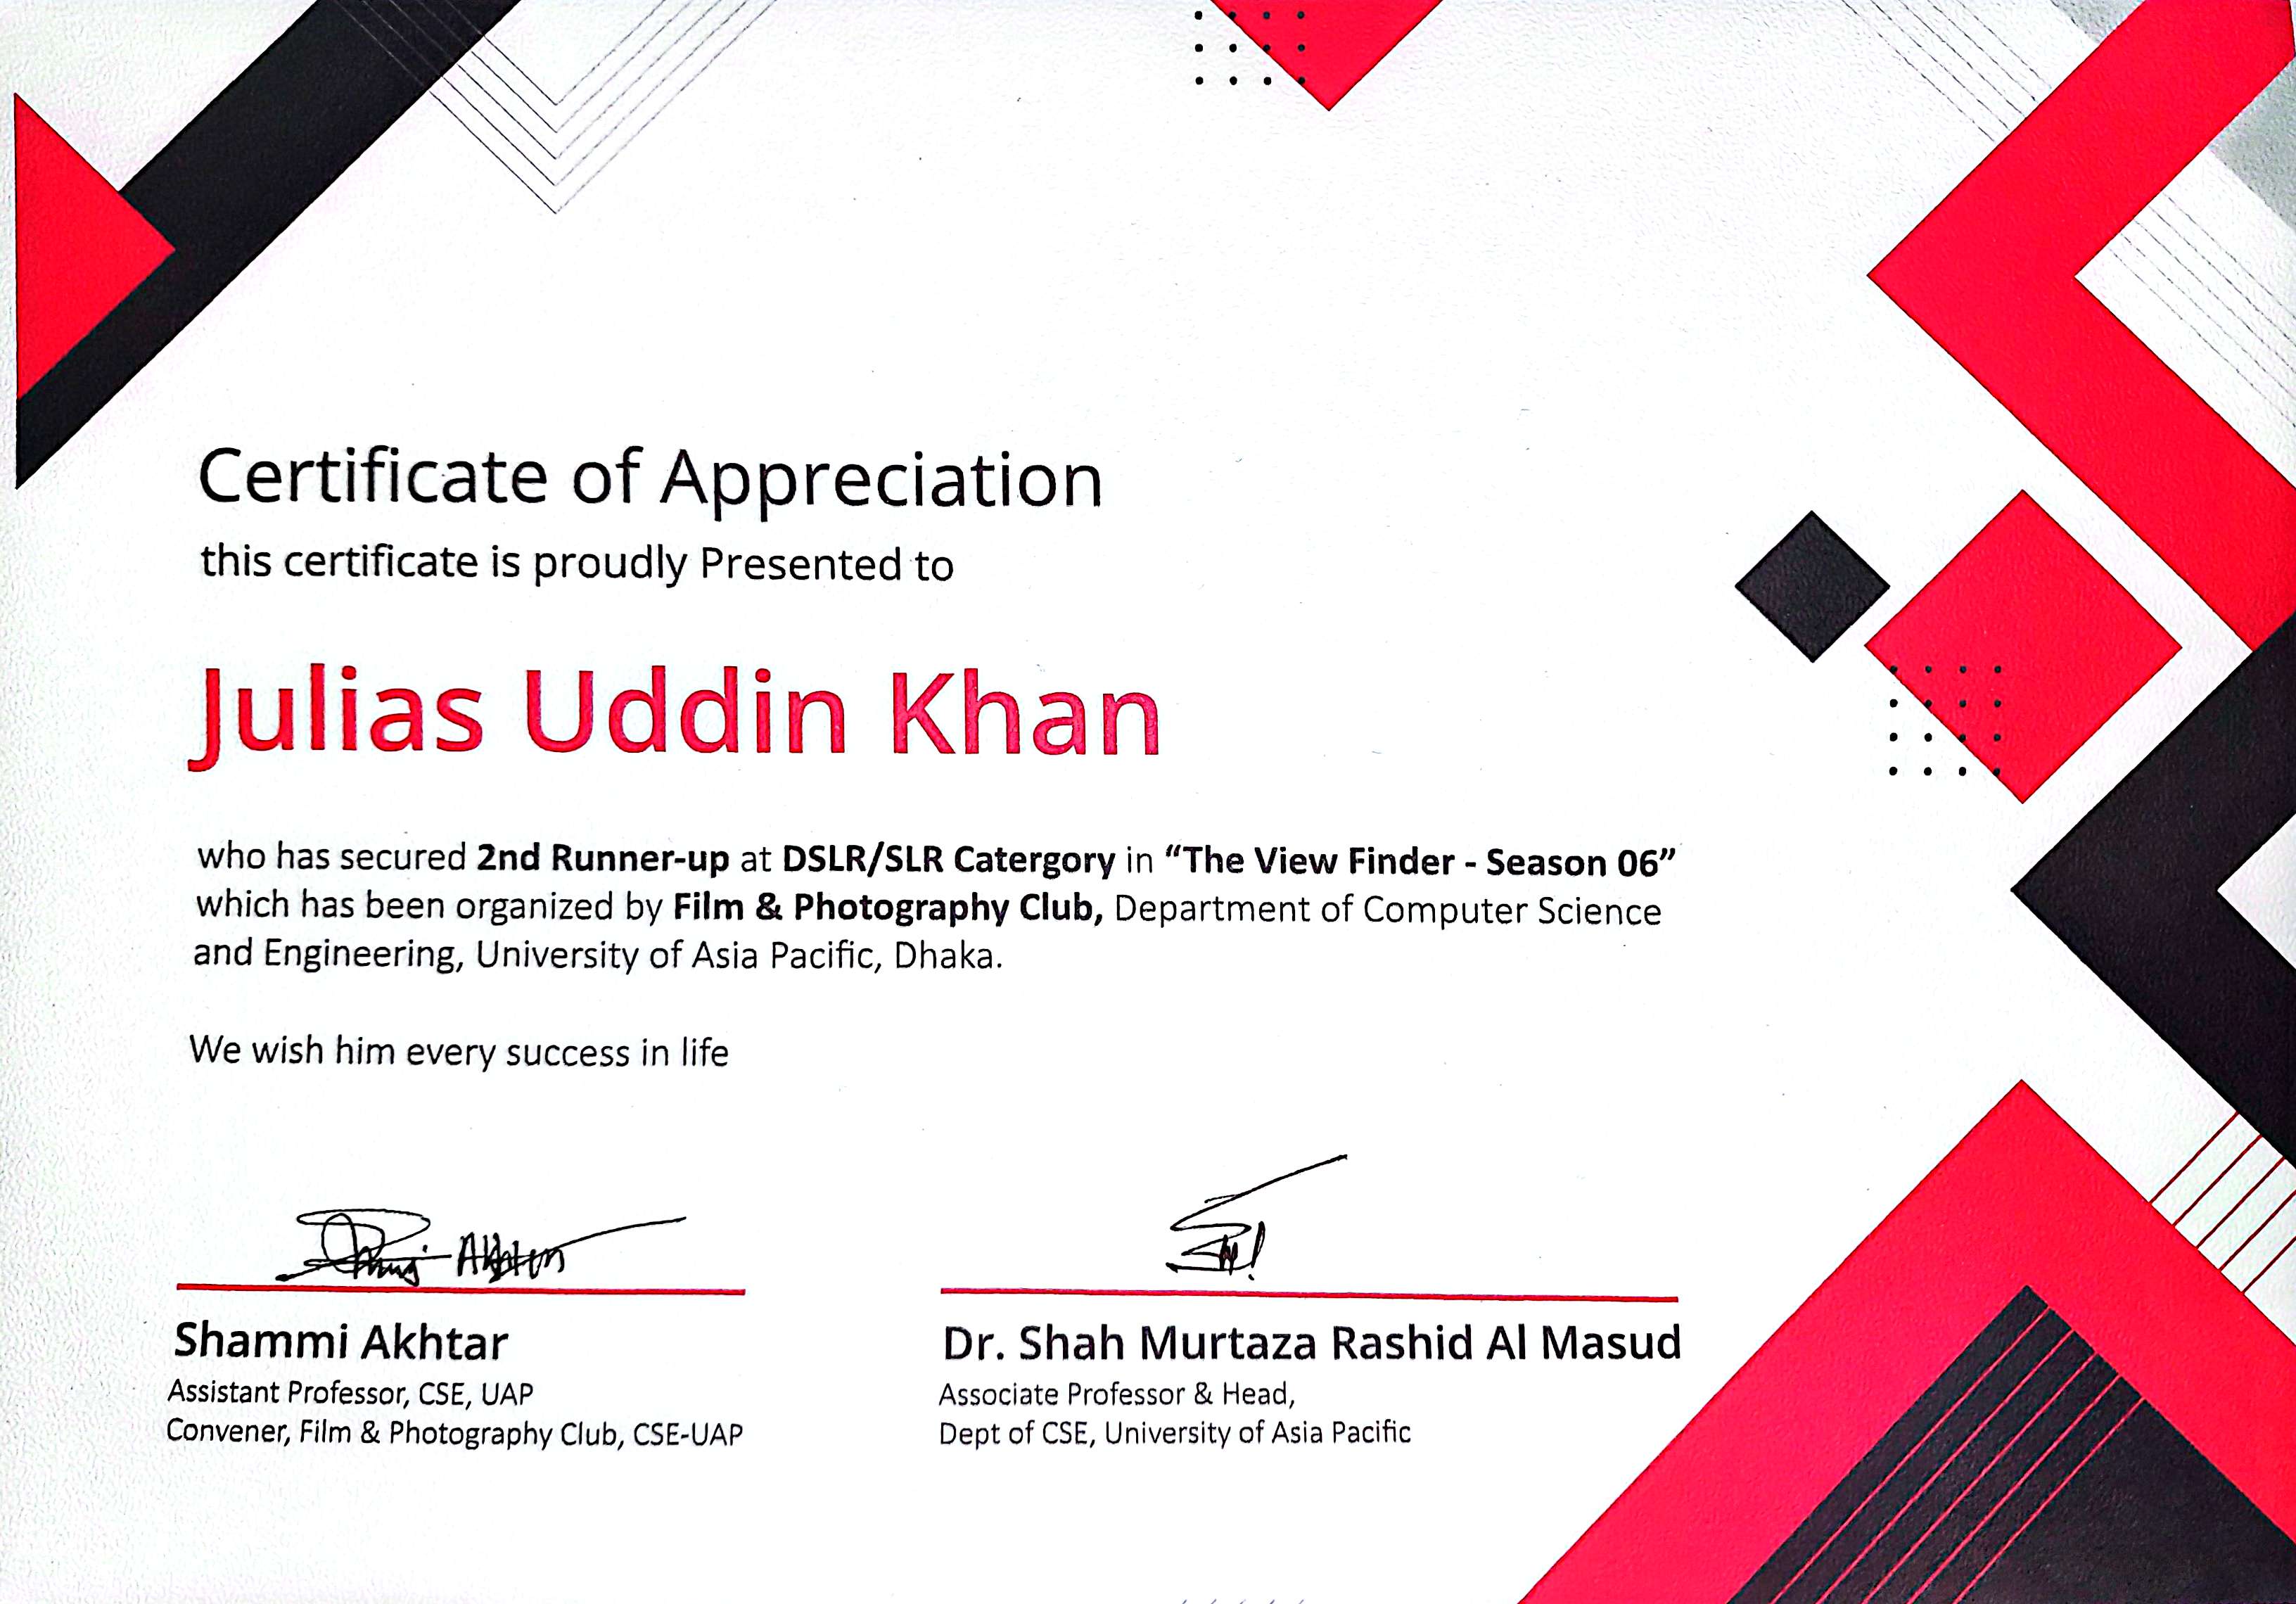 Certificate of Appreciation
this certificate is proudly Presented to
Julias Uddin Khan
who has secured 2nd Runner-up at DSLR/SLR Catergory in “The View Finder - Season 06”
which has been organized by Film & Photography Club, Department of Computer Science
and Engineering, University of Asia Pacific, Dhaka.
We wish him every success in life
Shammi Akhtar
Assistant Professor, CSE, UAP
Convener, Film & Photography Club, CSE-UAP
Dr. Shah Murtaza Rashid Al Masud
Associate Professor & Head,
Dept of CSE, University of Asia Pacific